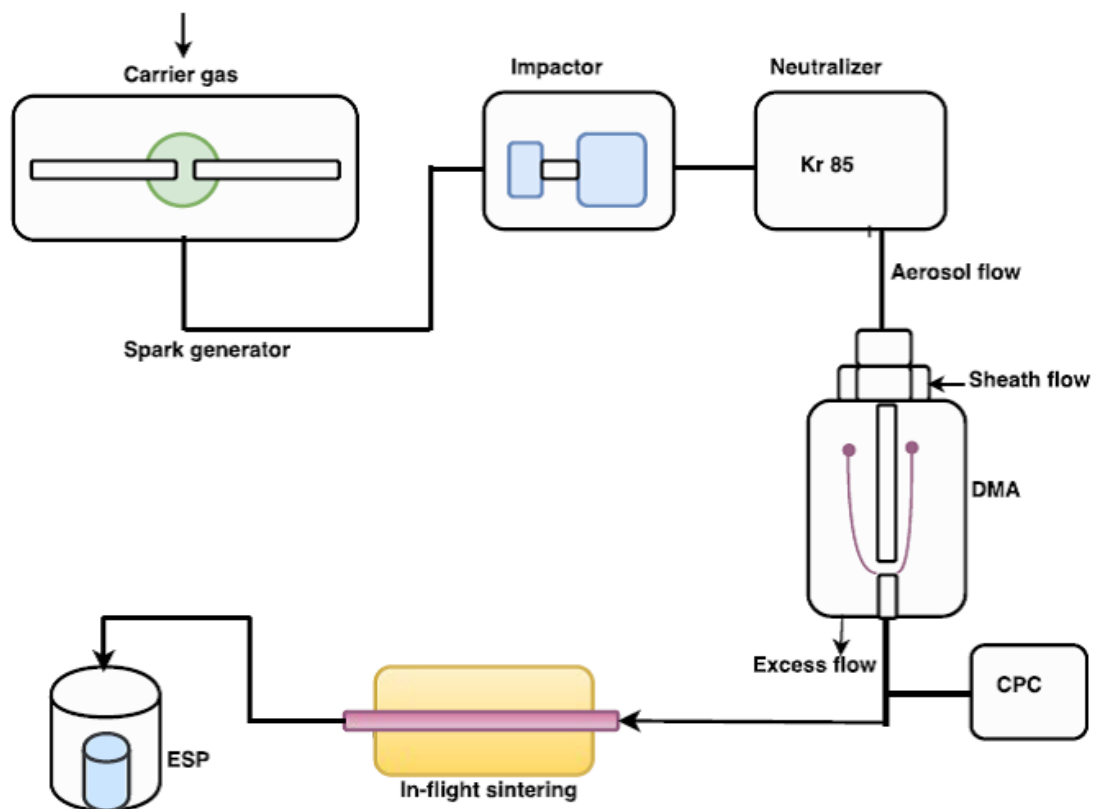 Carrier gas
Impactor
Neutralizer
Kr 85
Aerosol flow
Spark generator
Sheath flow
DMA
Excess flow
CPC
ESP
In-flight sintering